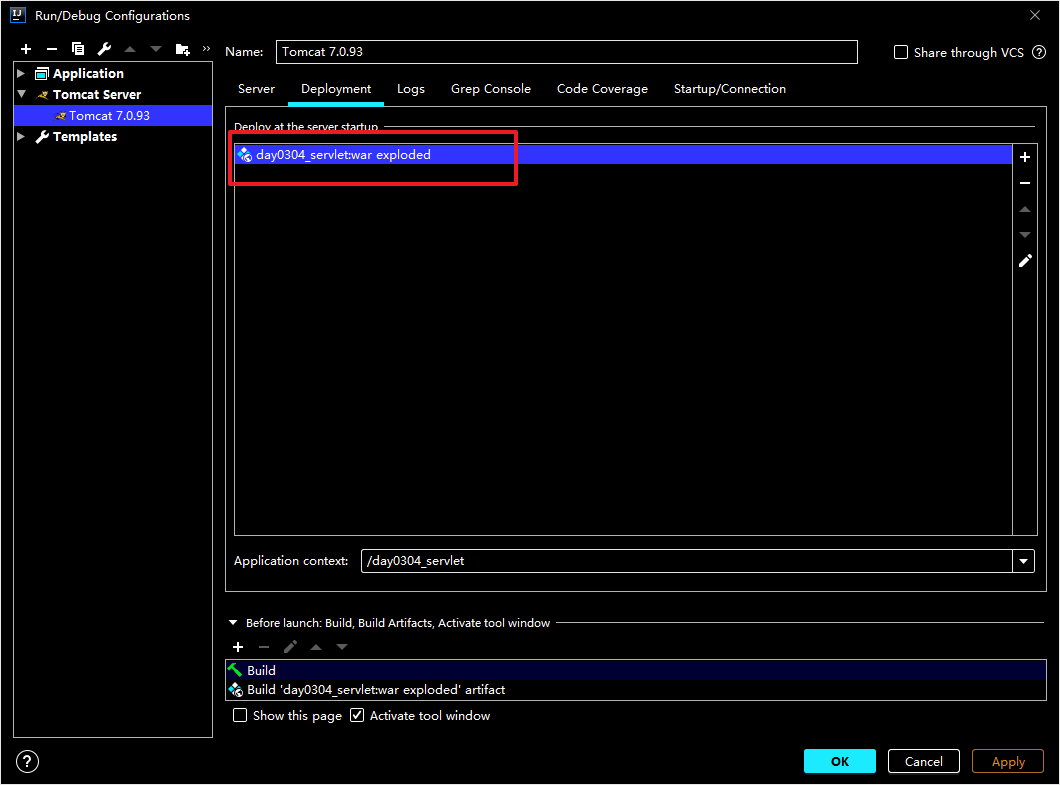 Run/Debug Configurations
Name: Tomcat 7.0.93
Share through VCS
Application
Tomcat Server
Tomcat 7.0.93
Templates
Server Deployment Logs Grep Console Code Coverage Startup/Connection
Deploy at the server startup
day0304_servlet:war exploded
Application context: /day0304_servlet
Before launch: Build, Build Artifacts, Activate tool window
Build
Build 'day0304_servlet:war exploded' artifact
Show this page Activate tool window
OK Cancel Apply